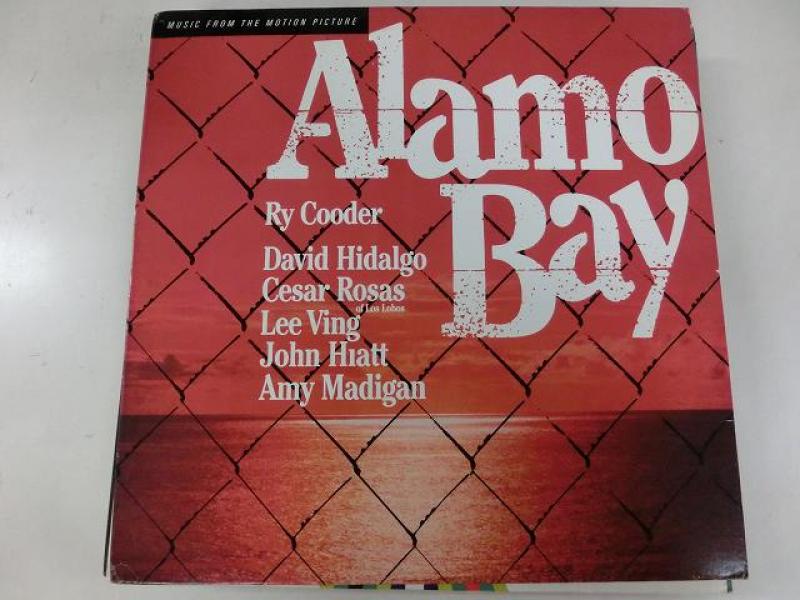 MUSIC FROM THE MOTION PICTURE
Alamo
Bay
Ry Cooder
David Hidalgo
Cesar Rosas
of Los Lobos
Lee Ving
John Hiatt
Amy Madigan